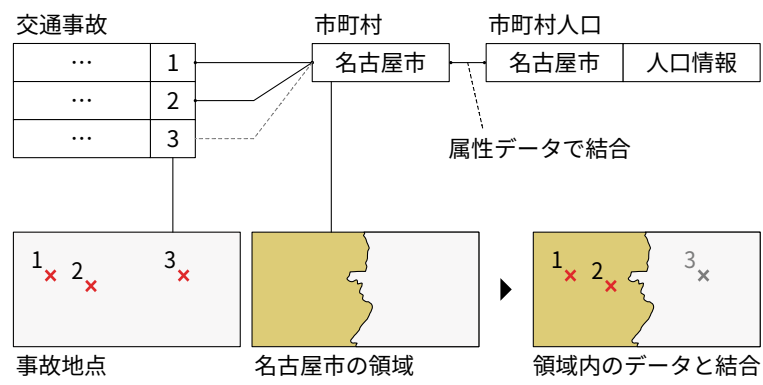 交通事故 市町村 市町村人口
… 1 名古屋市 名古屋市 人口情報
… 2
… 3
属性データで結合
1 2 3 1 2 3
事故地点 名古屋市の領域 領域内のデータと結合